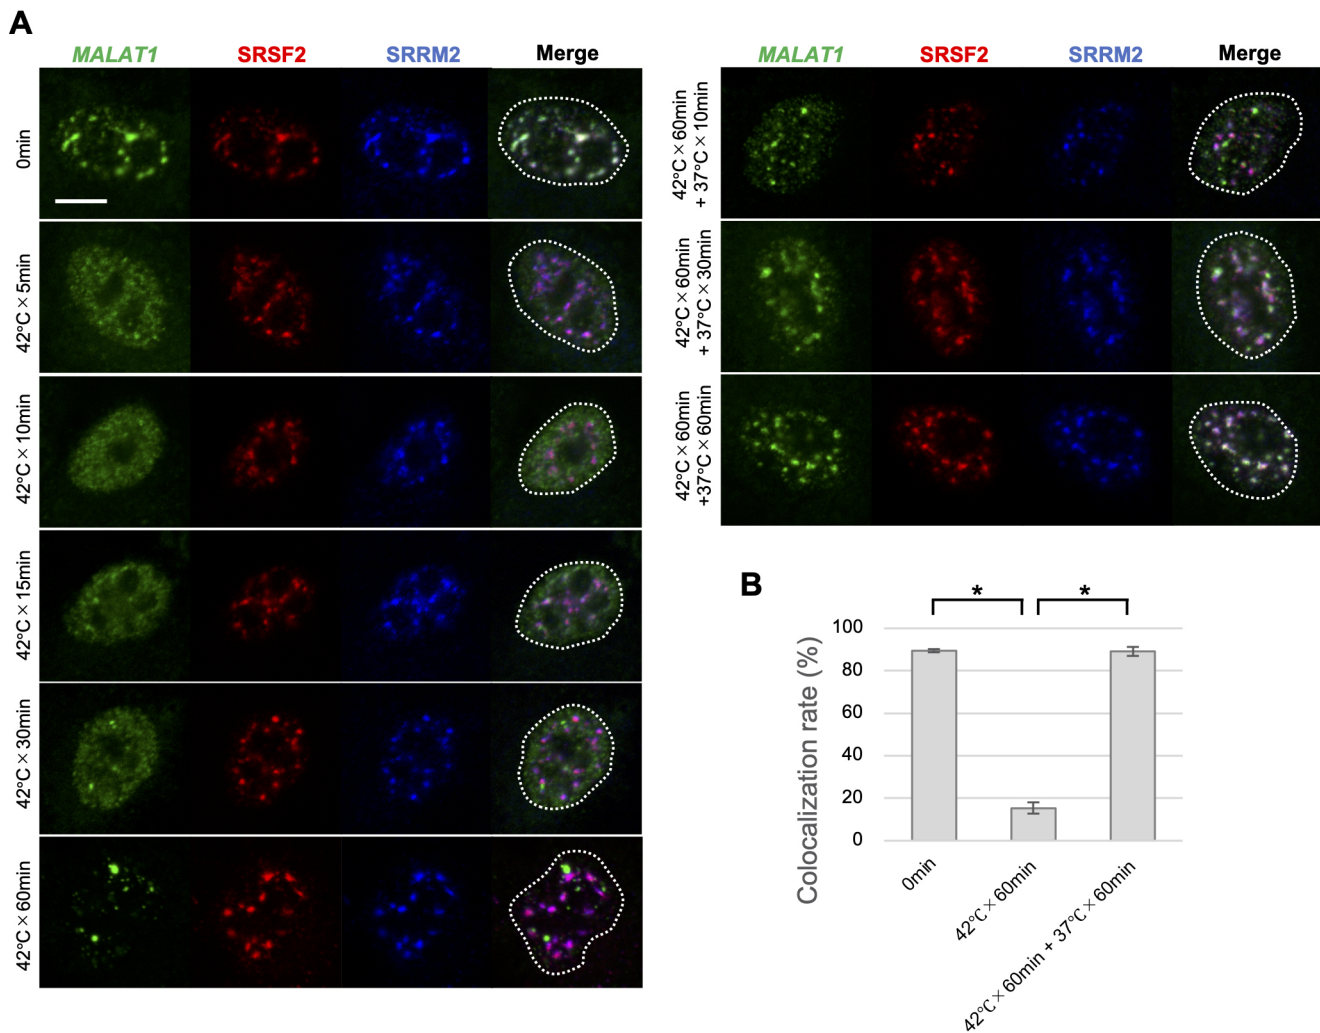 A
MALAT1 SRSF2 SRRM2 Merge
0min
42℃×5min
42℃×10min
42℃×15min
42℃×30min
42℃×60min
MALAT1 SRSF2 SRRM2 Merge
42℃×60min
+ 37℃×10min
42℃×60min
+ 37℃×30min
42℃×60min
+37℃×60min
B
* *
Colocalization rate (%)
100
80
60
40
20
0
0min
42℃×60min
42℃×60min + 37℃×60min